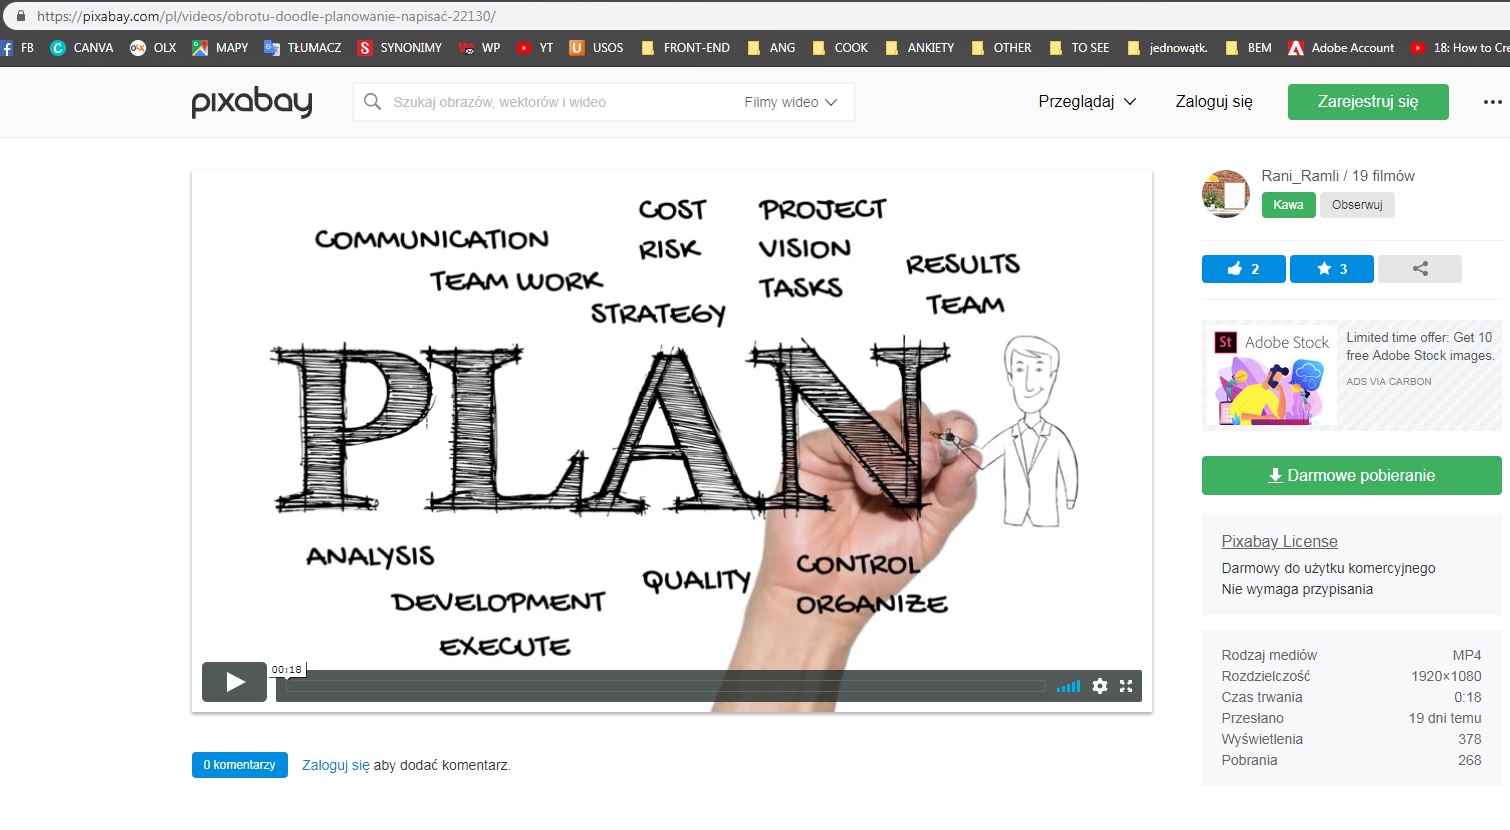 https://pixabay.com/pl/videos/obrotu-doodle-planowanie-napisać-22130/
FB CANVA OLX MAPY TŁUMACZ SYNONIMY WP YT USOS FRONT-END ANG COOK ANKIETY OTHER TO SEE jednowątk. BEM Adobe Account 18: How to Cre
pixabay Szukaj obrazów, wektorów i wideo Filmy wideo Przeglądaj Zaloguj się Zarejestruj się
COMMUNICATION
TEAM WORK
COST
RISK
STRATEGY
PROJECT
VISION
TASKS
RESULTS
TEAM
PLAN
ANALYSIS
DEVELOPMENT
EXECUTE
QUALITY
CONTROL
ORGANIZE
00:18
0 komentarzy Zaloguj się aby dodać komentarz.
Rani_Ramli / 19 filmów
Kawa Obserwuj
2 3
St Adobe Stock
Limited time offer: Get 10
free Adobe Stock images.
ADS VIA CARBON
Darmowe pobieranie
Pixabay License
Darmowy do użytku komercyjnego
Nie wymaga przypisania
Rodzaj mediów MP4
Rozdzielczość 1920×1080
Czas trwania 0:18
Przesłano 19 dni temu
Wyświetlenia 378
Pobrania 268